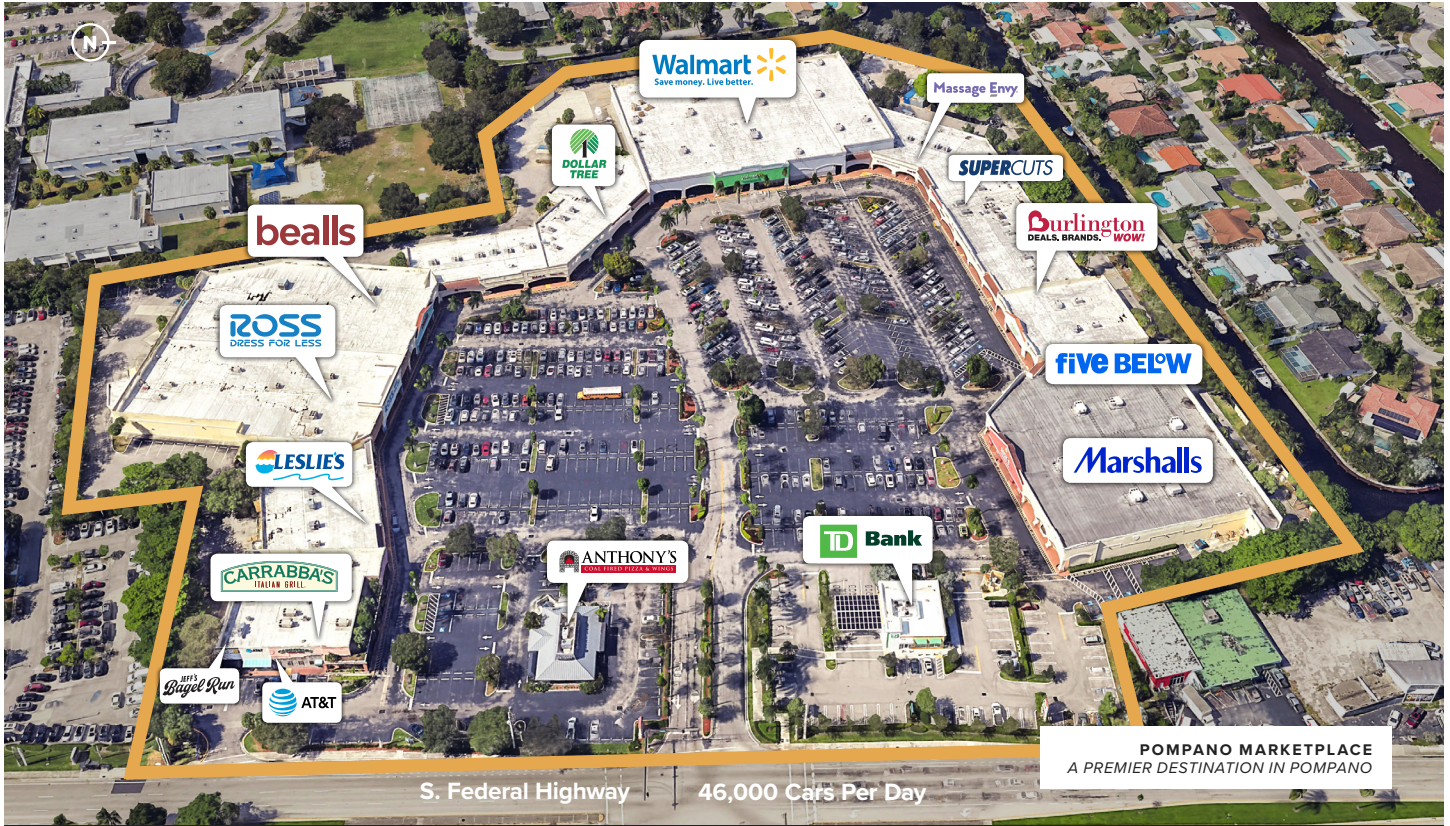 N
Walmart
Save money. Live better.
Massage Envy
DOLLAR
TREE
SUPERCUTS
bealls
Burlington
DEALS. BRANDS. WOW!
ROSS
DRESS FOR LESS
fiVe BELºW
LESLIE'S
Marshalls
TD Bank
ANTHONY'S
COAL FIRED PIZZA & WINGS
CARRABBA'S
ITALIAN GRILL
JEFF'S
Bagel Run
AT&T
POMPANO MARKETPLACE
A PREMIER DESTINATION IN POMPANO
S. Federal Highway 46,000 Cars Per Day